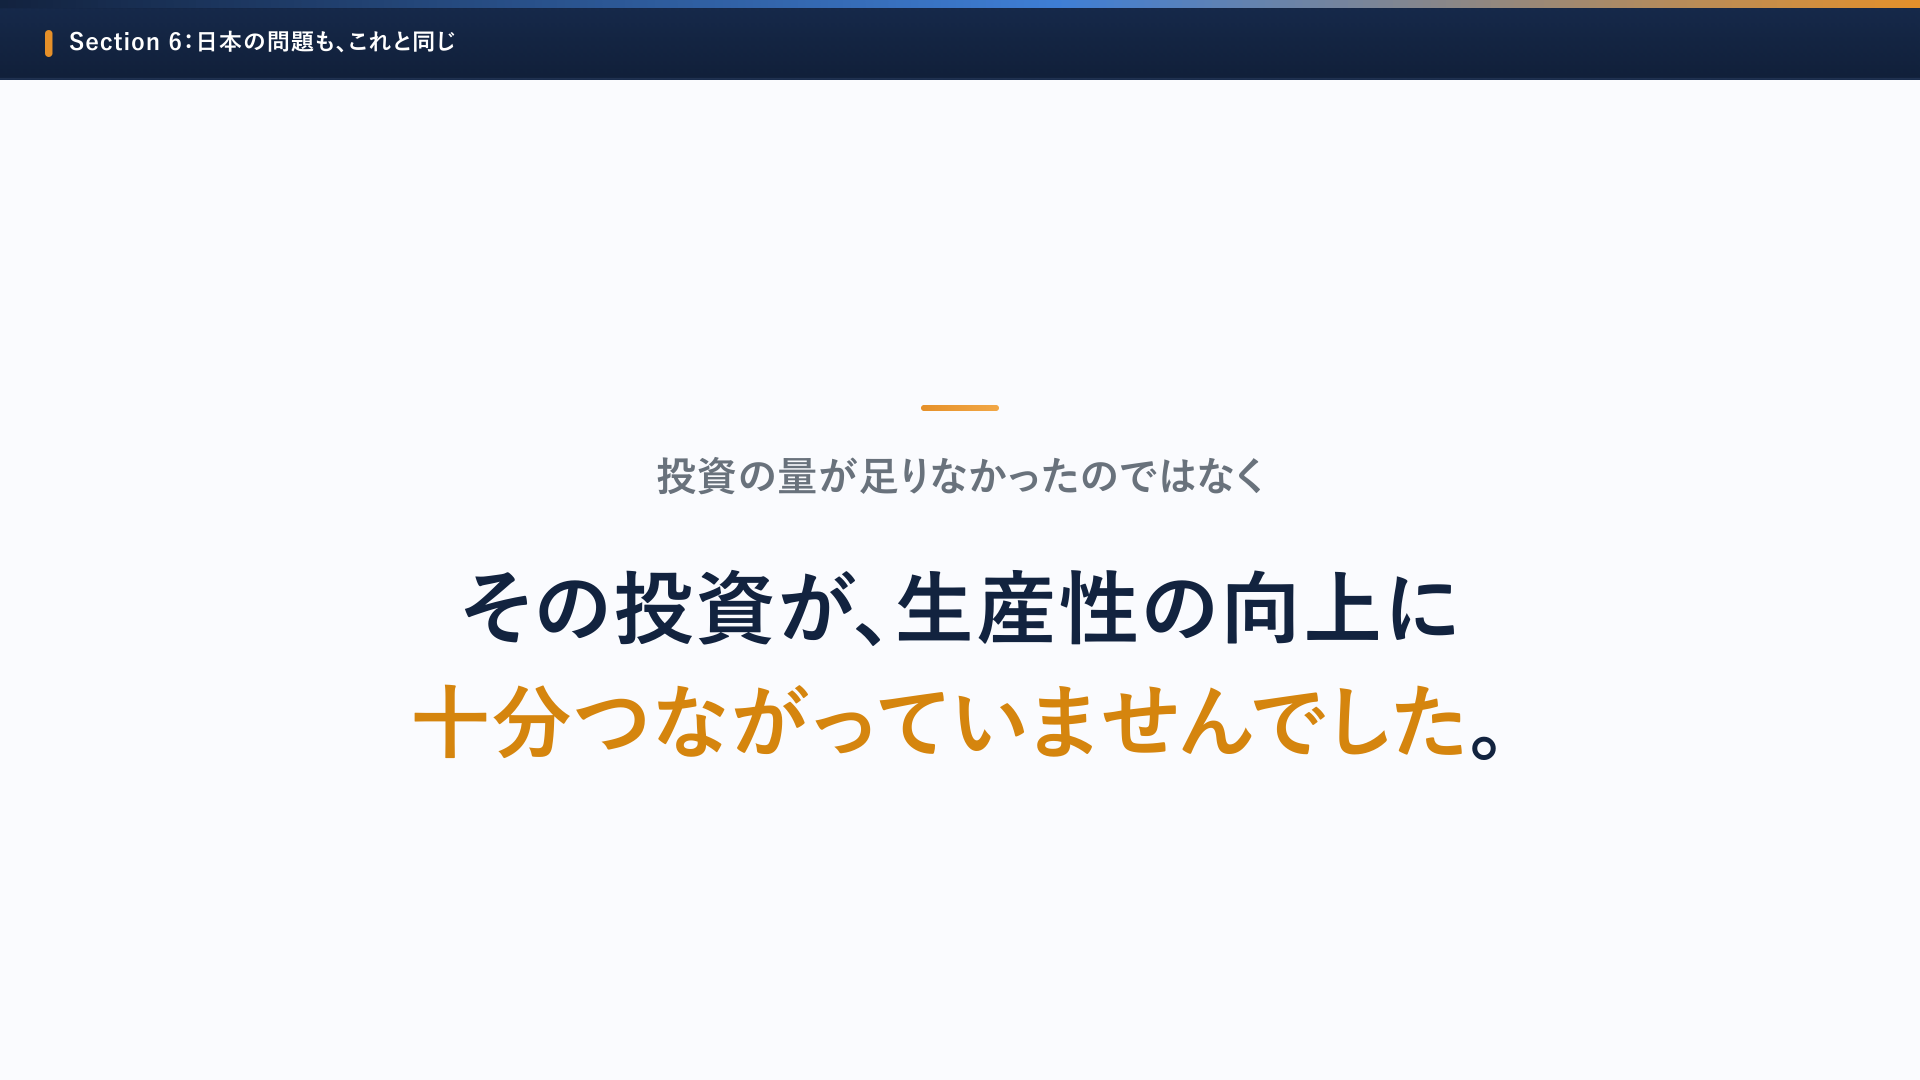 Section 6：日本の問題も、これと同じ
投資の量が足りなかったのではなく
その投資が、生産性の向上に
十分つながっていませんでした。